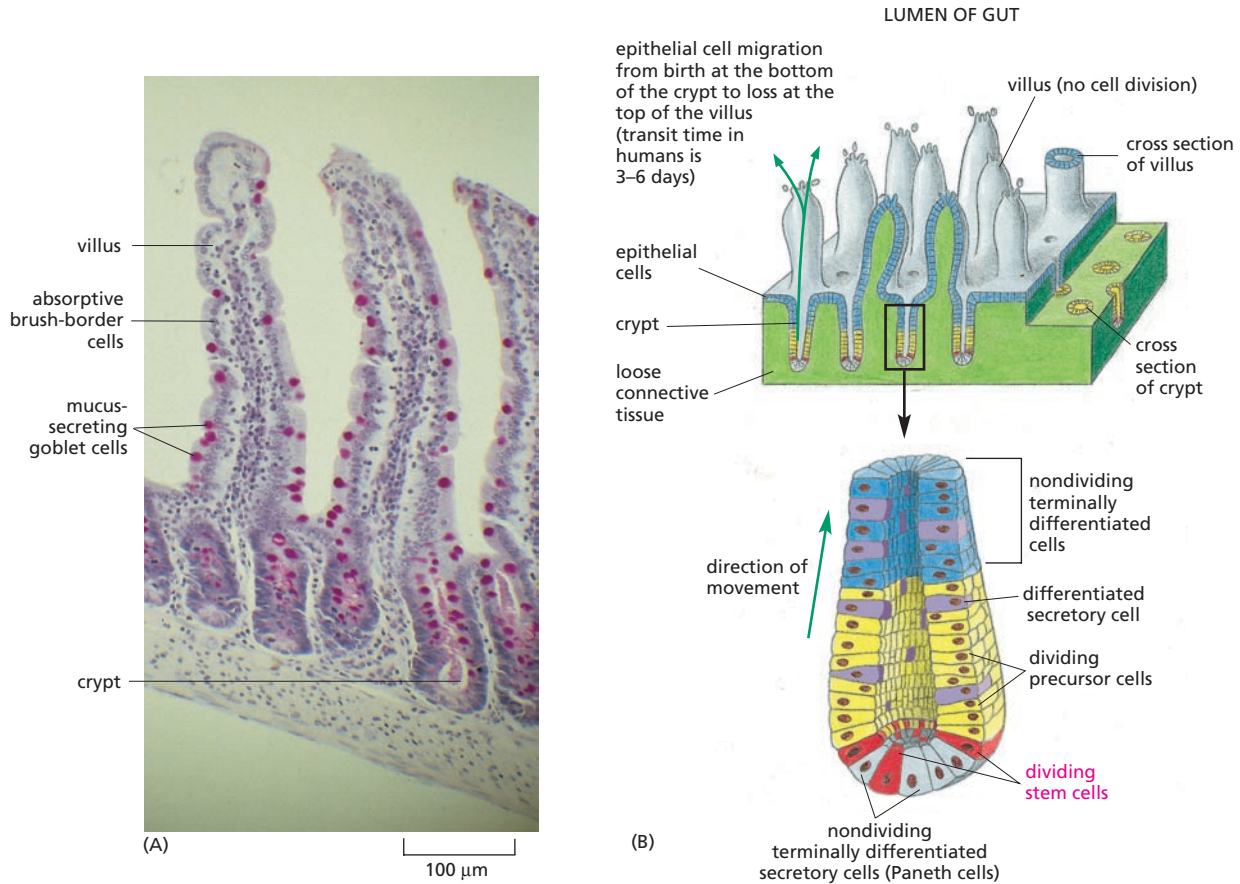 villus
absorptive
brush-border
cells
mucus-
secreting
goblet cells
crypt
(A)
100 µm
LUMEN OF GUT
epithelial cell migration
from birth at the bottom
of the crypt to loss at the
top of the villus
(transit time in
humans is
3–6 days)
villus (no cell division)
cross section
of villus
epithelial
cells
crypt
loose
connective
tissue
cross
section
of crypt
nondividing
terminally
differentiated
cells
direction of
movement
differentiated
secretory cell
dividing
precursor cells
dividing
stem cells
nondividing
terminally differentiated
secretory cells (Paneth cells)
(B)